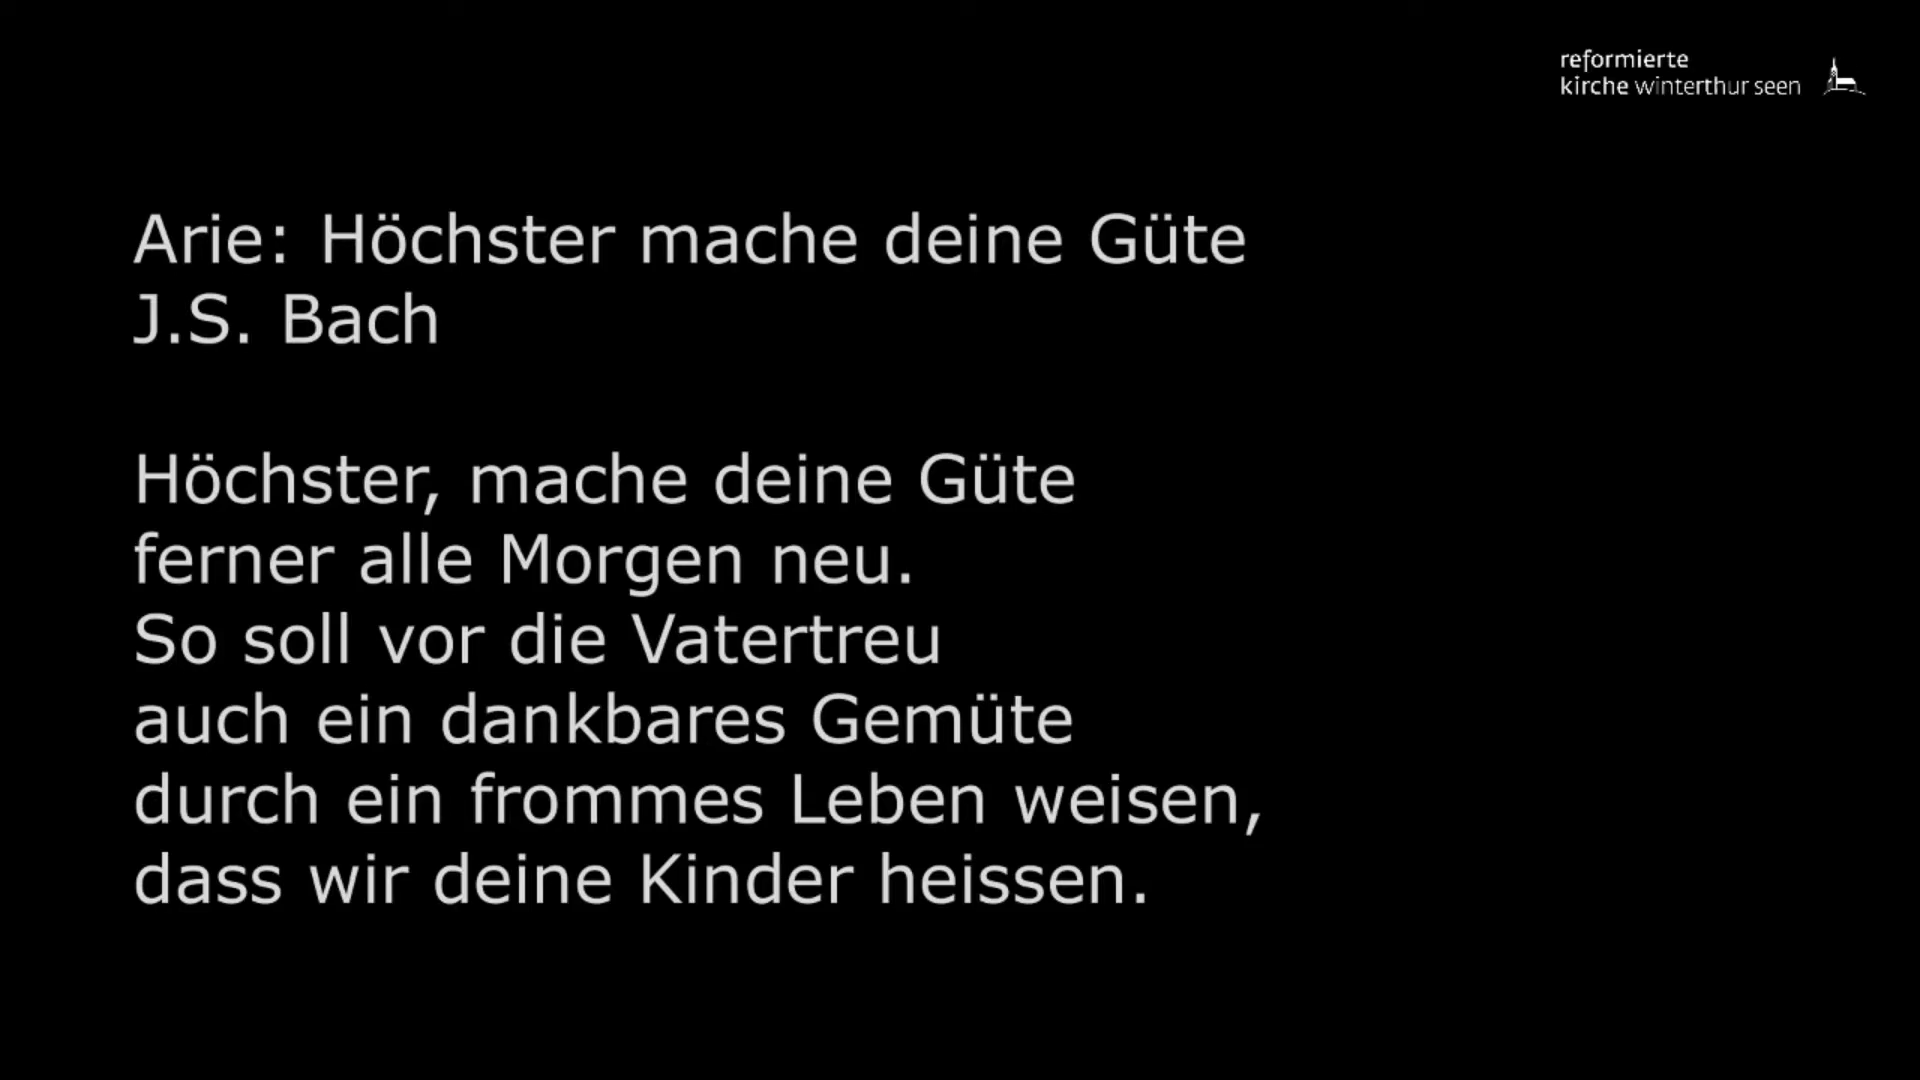 reformierte
kirche winterthur seen
Arie: Höchster mache deine Güte
J.S. Bach
Höchster, mache deine Güte
ferner alle Morgen neu.
So soll vor die Vatertreu
auch ein dankbares Gemüte
durch ein frommes Leben weisen,
dass wir deine Kinder heissen.